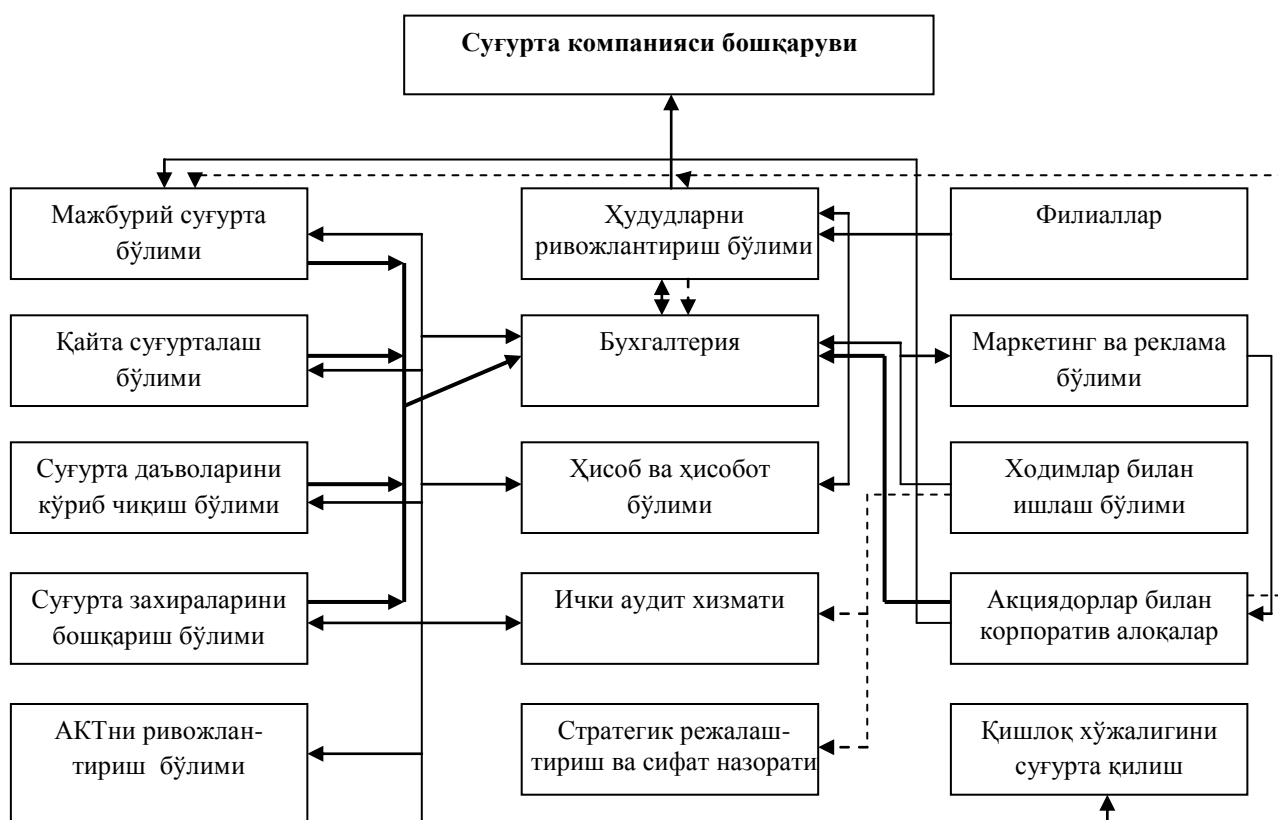 Суғурта компанияси бошқаруви
Мажбурий суғурта
бўлими
Ҳудудларни
ривожлантириш бўлими
Филиаллар
Қайта суғурталаш
бўлими
Бухгалтерия
Маркетинг ва реклама
бўлими
Суғурта даъволарини
кўриб чиқиш бўлими
Ҳисоб ва ҳисобот
бўлими
Ходимлар билан
ишлаш бўлими
Суғурта захираларини
бошқариш бўлими
Ички аудит хизмати
Акциядорлар билан
корпоратив алоқалар
АКТни ривожлан-
тириш бўлими
Стратегик режалаш-
тириш ва сифат назорати
Қишлоқ хўжалигини
суғурта қилиш